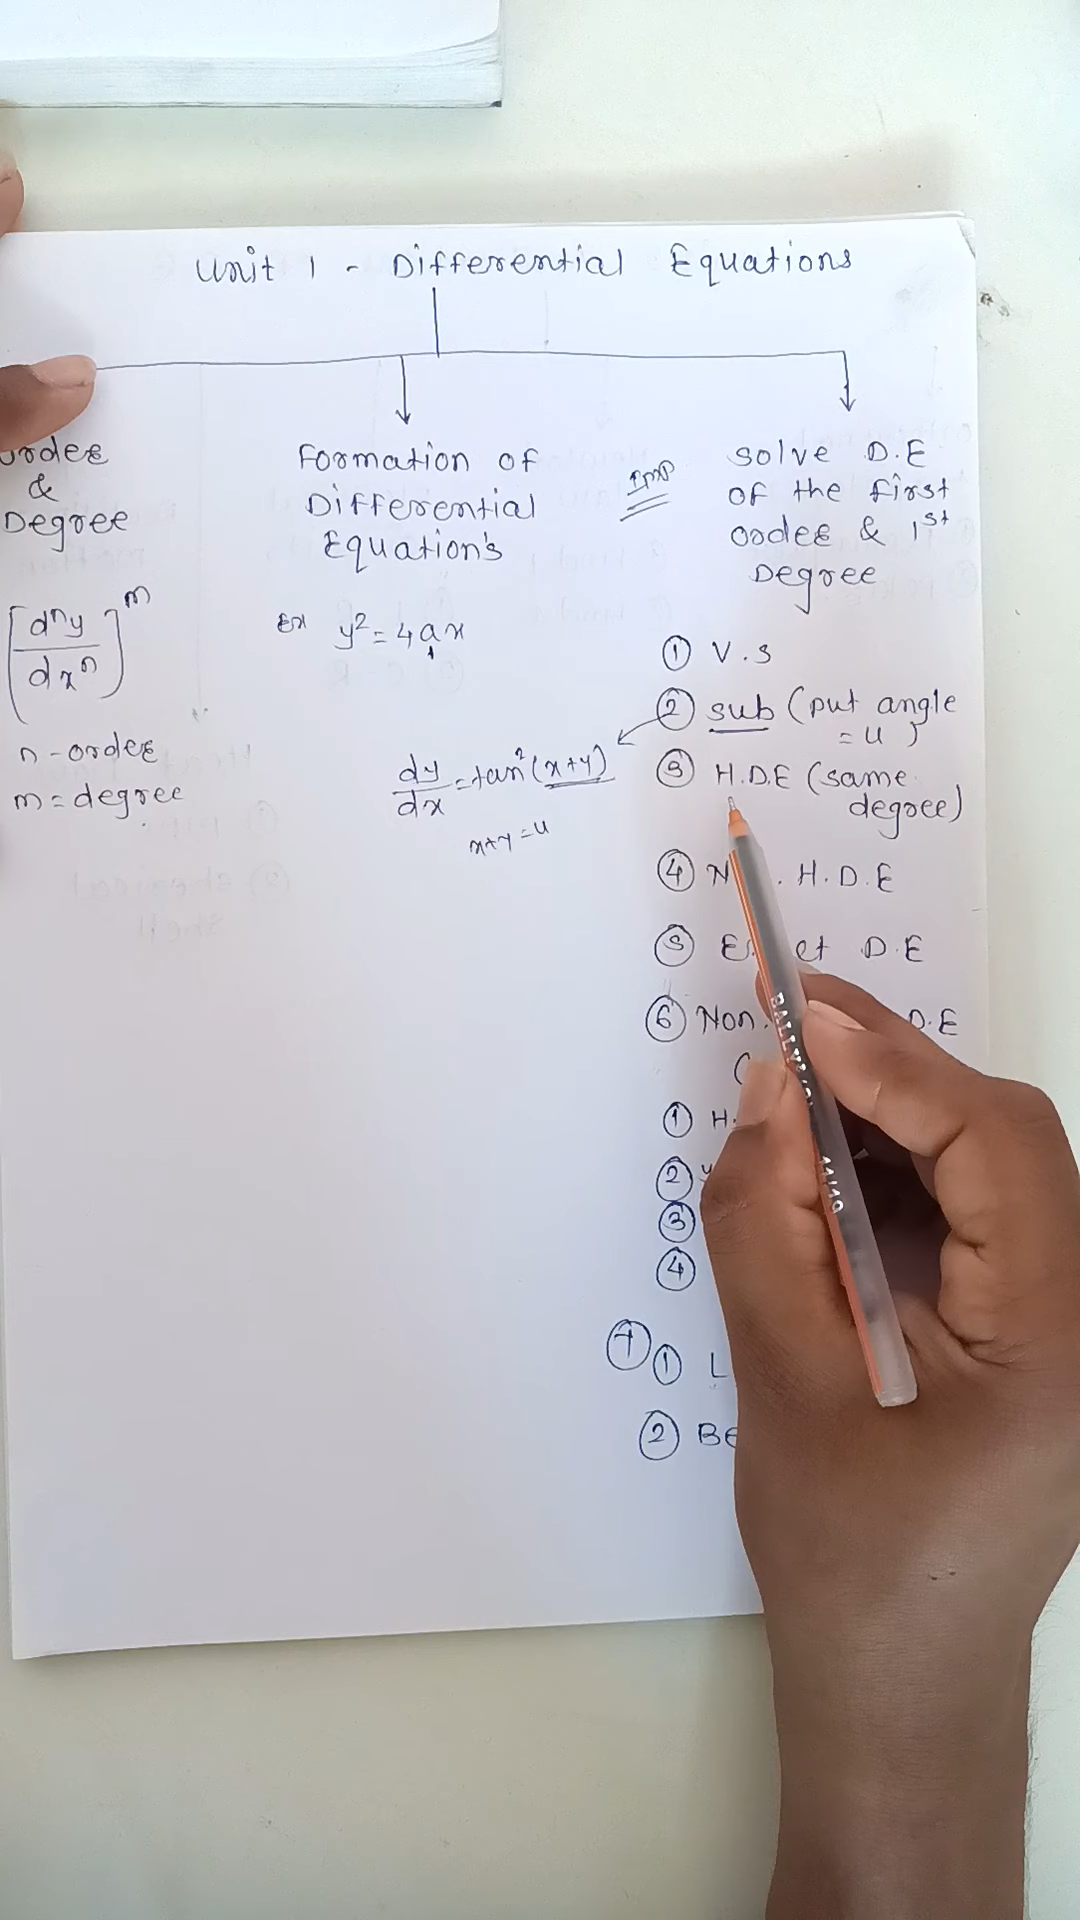 Unit 1 - Differential Equations
order
&
Degree
[dⁿy/dxⁿ]ᵐ
n - order
m = degree
Formation of
Differential
Equation's
Ex y² = 4ax
dy/dx = tan²(x+y)
x+y = u
Imp
solve D.E
of the first
order & 1st
Degree
① V.S
② sub (put angle
= u)
③ H.D.E (same
degree)
④ H.D.E
⑤ D.E
⑥ Non. D.E
(
① H.
②
③
④
⑦ ① L
② BE